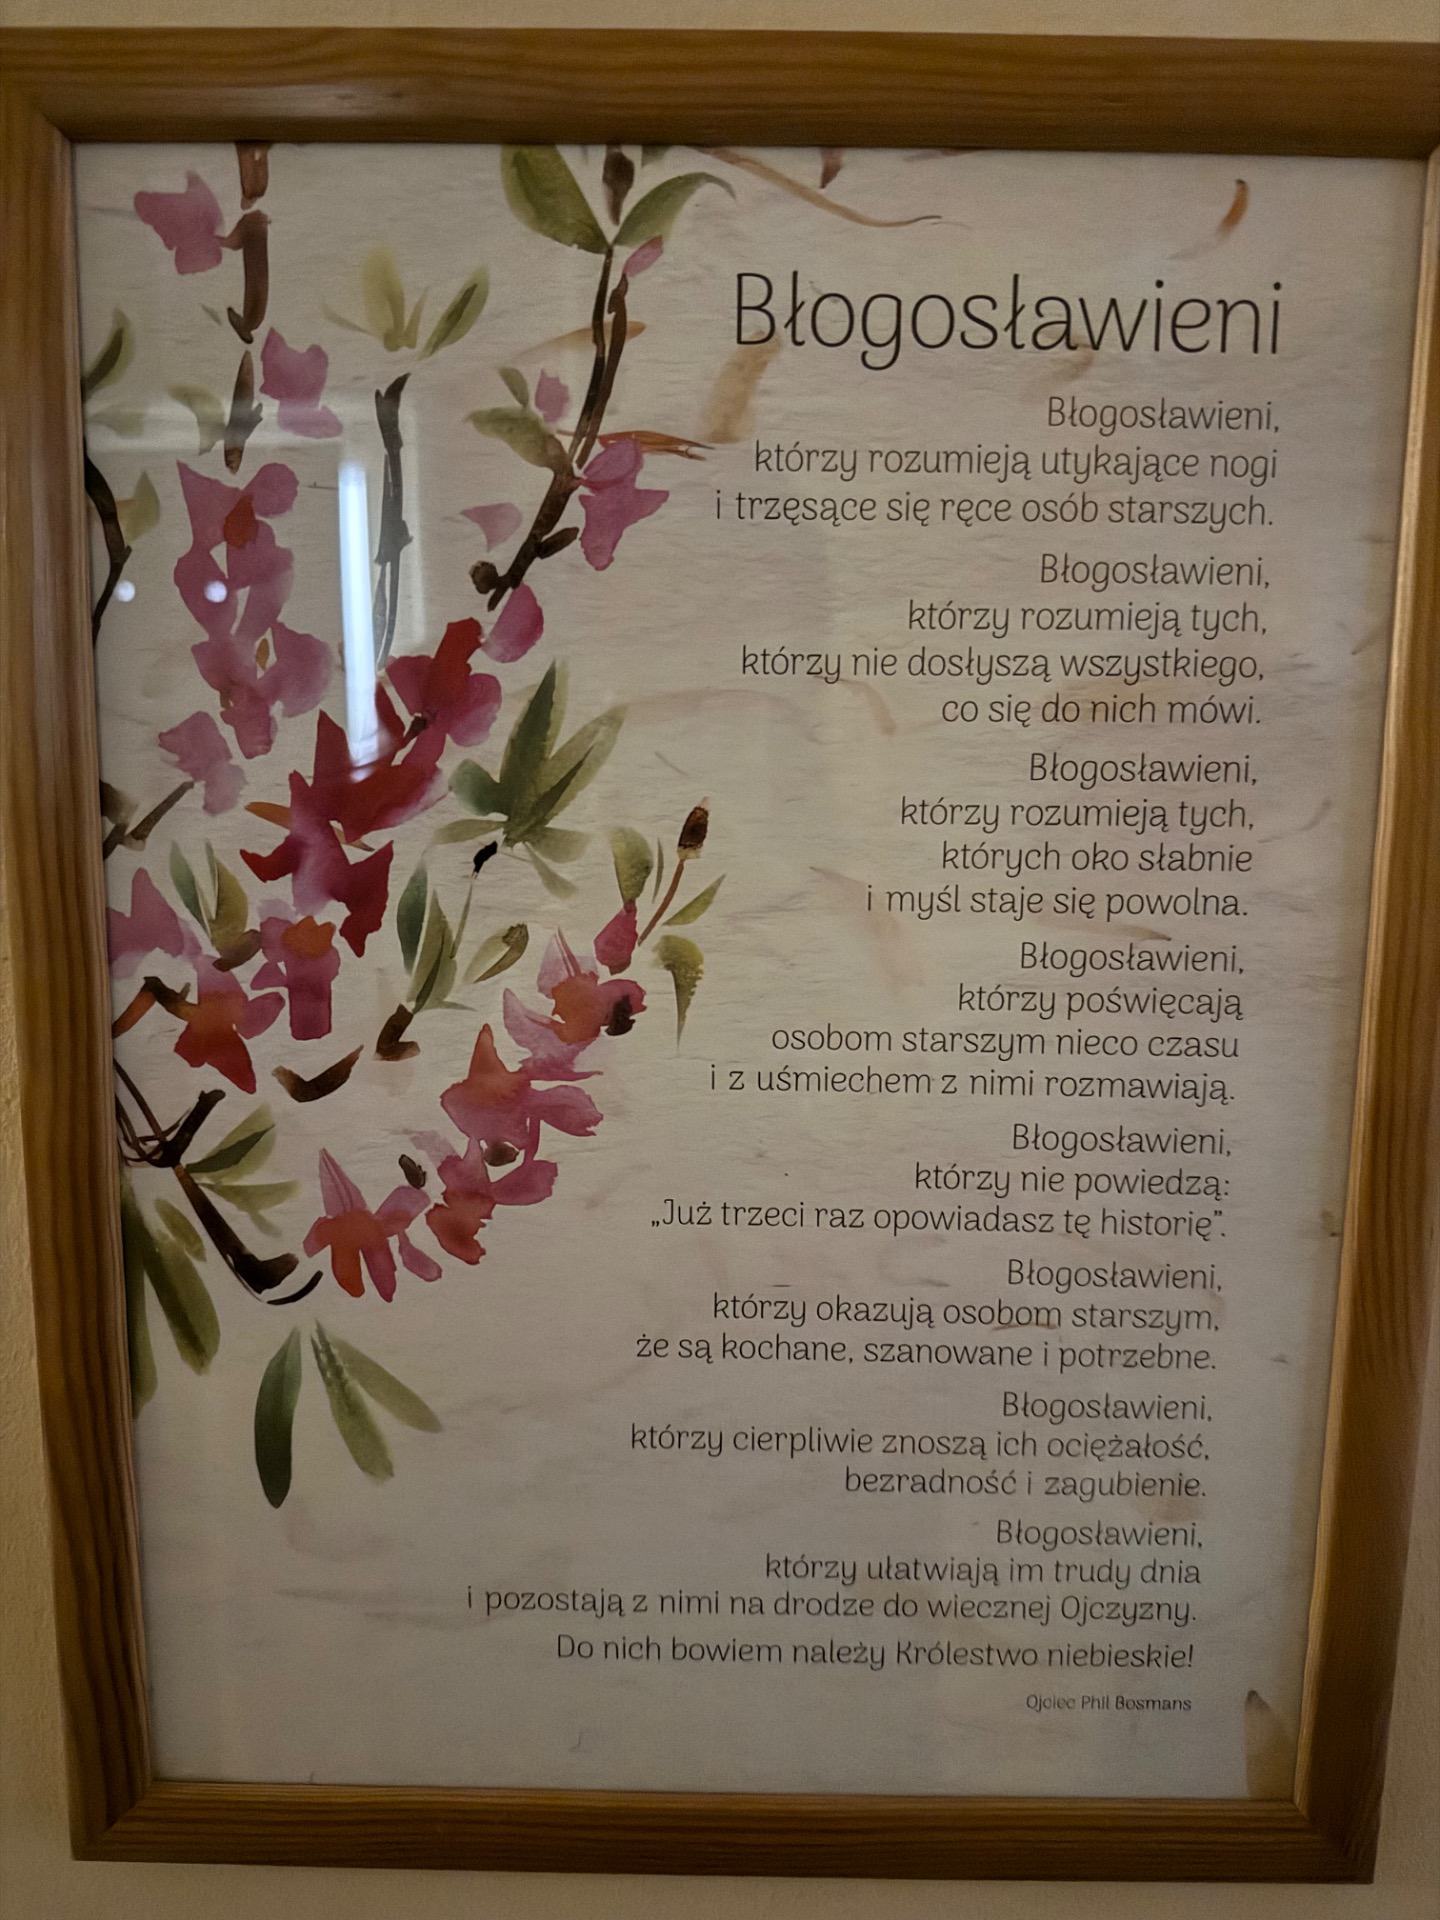 Błogosławieni
Błogosławieni,
którzy rozumieją utykające nogi
i trzęsące się ręce osób starszych.
Błogosławieni,
którzy rozumieją tych,
którzy nie dosłyszą wszystkiego,
co się do nich mówi.
Błogosławieni,
którzy rozumieją tych,
których oko słabnie
i myśl staje się powolna.
Błogosławieni,
którzy poświęcają
osobom starszym nieco czasu
i z uśmiechem z nimi rozmawiają.
Błogosławieni,
którzy nie powiedzą:
„Już trzeci raz opowiadasz tę historię”.
Błogosławieni,
którzy okazują osobom starszym,
że są kochane, szanowane i potrzebne.
Błogosławieni,
którzy cierpliwie znoszą ich ociężałość,
bezradność i zagubienie.
Błogosławieni,
którzy ułatwiają im trudy dnia
i pozostają z nimi na drodze do wiecznej Ojczyzny.
Do nich bowiem należy Królestwo niebieskie!
Ojciec Phil Bosmans